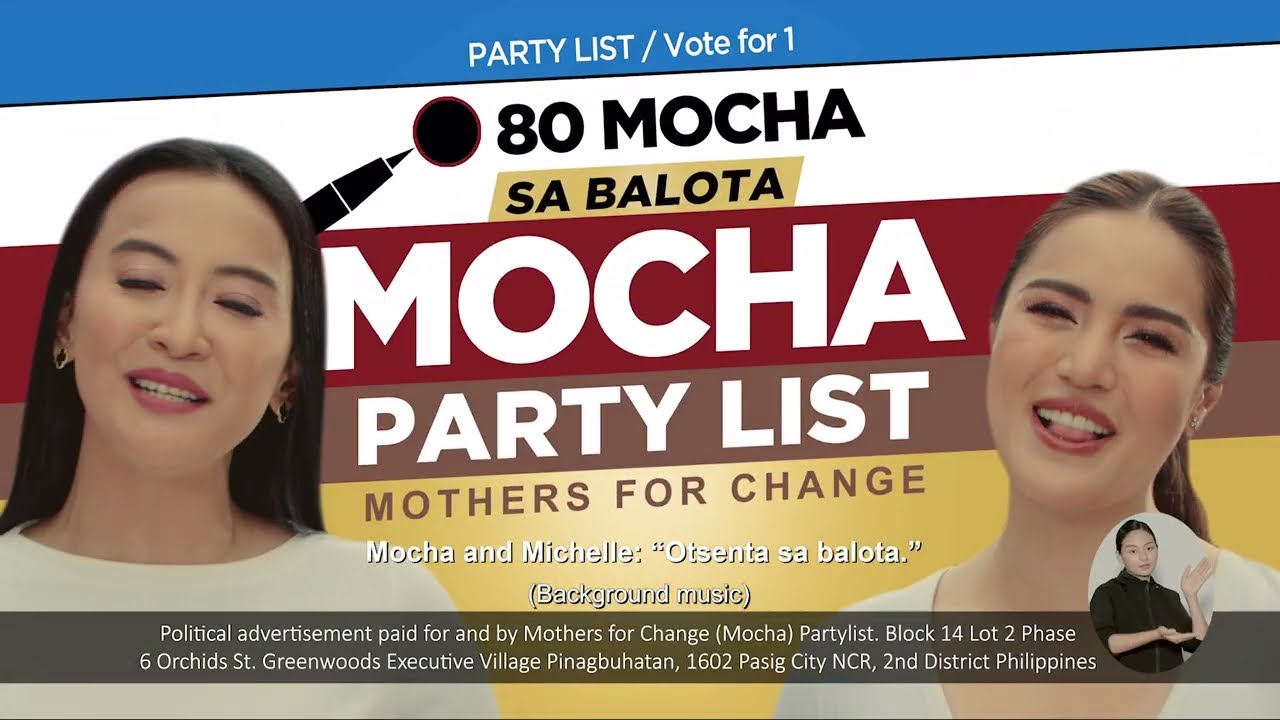 PARTY LIST / Vote for 1
80 MOCHA
SA BALOTA
MOCHA
PARTY LIST
MOTHERS FOR CHANGE
Mocha and Michelle: “Otsenta sa balota.”
(Background music)
Political advertisement paid for and by Mothers for Change (Mocha) Partylist. Block 14 Lot 2 Phase
6 Orchids St. Greenwoods Executive Village Pinagbuhatan, 1602 Pasig City NCR, 2nd District Philippines